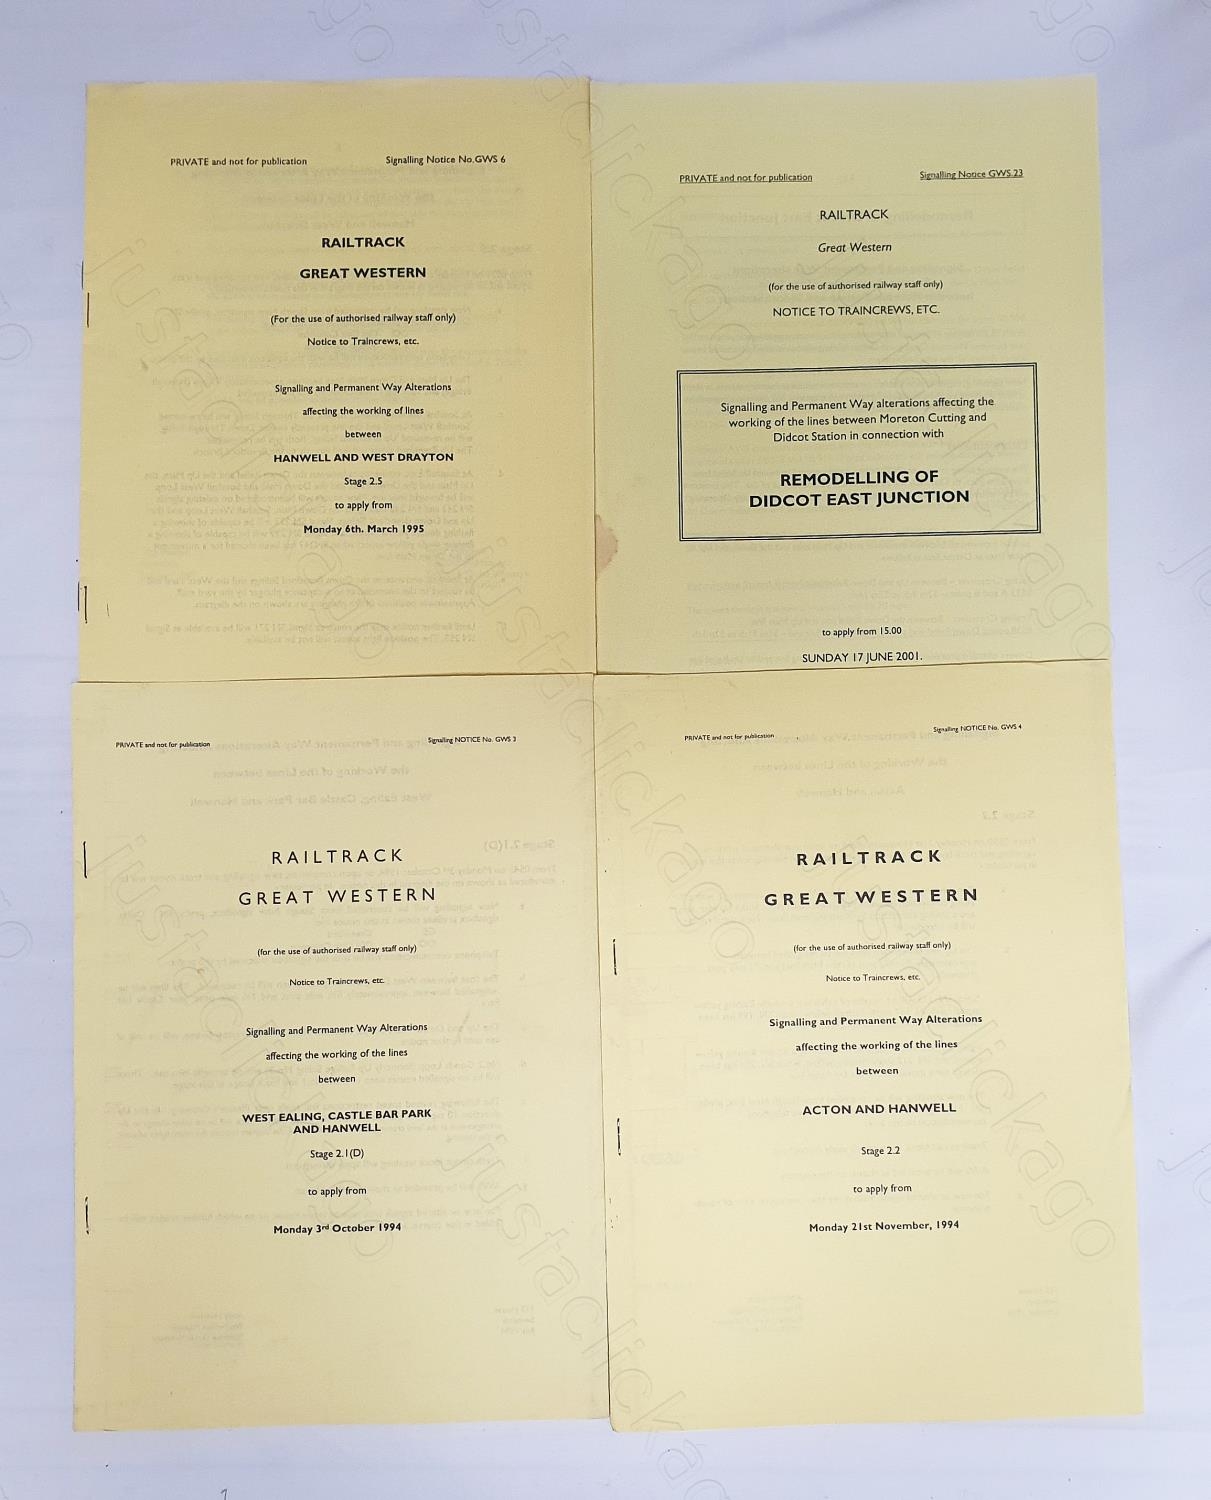 PRIVATE and not for publication
Signalling Notice No.GWS 6
RAILTRACK
GREAT WESTERN
(For the use of authorised railway staff only)
Notice to Traincrews, etc.
Signalling and Permanent Way Alterations
affecting the working of lines
between
HANWELL AND WEST DRAYTON
Stage 2.5
to apply from
Monday 6th. March 1995
PRIVATE and not for publication
Signalling Notice GWS.23
RAILTRACK
Great Western
(for the use of authorised railway staff only)
NOTICE TO TRAINCREWS, ETC.
Signalling and Permanent Way alterations affecting the
working of the lines between Moreton Cutting and
Didcot Station in connection with
REMODELLING OF
DIDCOT EAST JUNCTION
to apply from 15.00
SUNDAY 17 JUNE 2001.
PRIVATE and not for publication
Signalling NOTICE No. GWS 3
RAILTRACK
GREAT WESTERN
(for the use of authorised railway staff only)
Notice to Traincrews, etc.
Signalling and Permanent Way Alterations
affecting the working of the lines
between
WEST EALING, CASTLE BAR PARK
AND HANWELL
Stage 2.1(D)
to apply from
Monday 3rd October 1994
PRIVATE and not for publication
Signalling NOTICE No. GWS 4
RAILTRACK
GREAT WESTERN
(for the use of authorised railway staff only)
Notice to Traincrews, etc.
Signalling and Permanent Way Alterations
affecting the working of the lines
between
ACTON AND HANWELL
Stage 2.2
to apply from
Monday 21st November, 1994
justaclickago